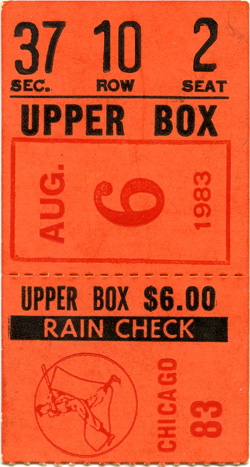 37 10 2
SEC. ROW SEAT
UPPER BOX
AUG. 6 1983
UPPER BOX $6.00
RAIN CHECK
CHICAGO 83